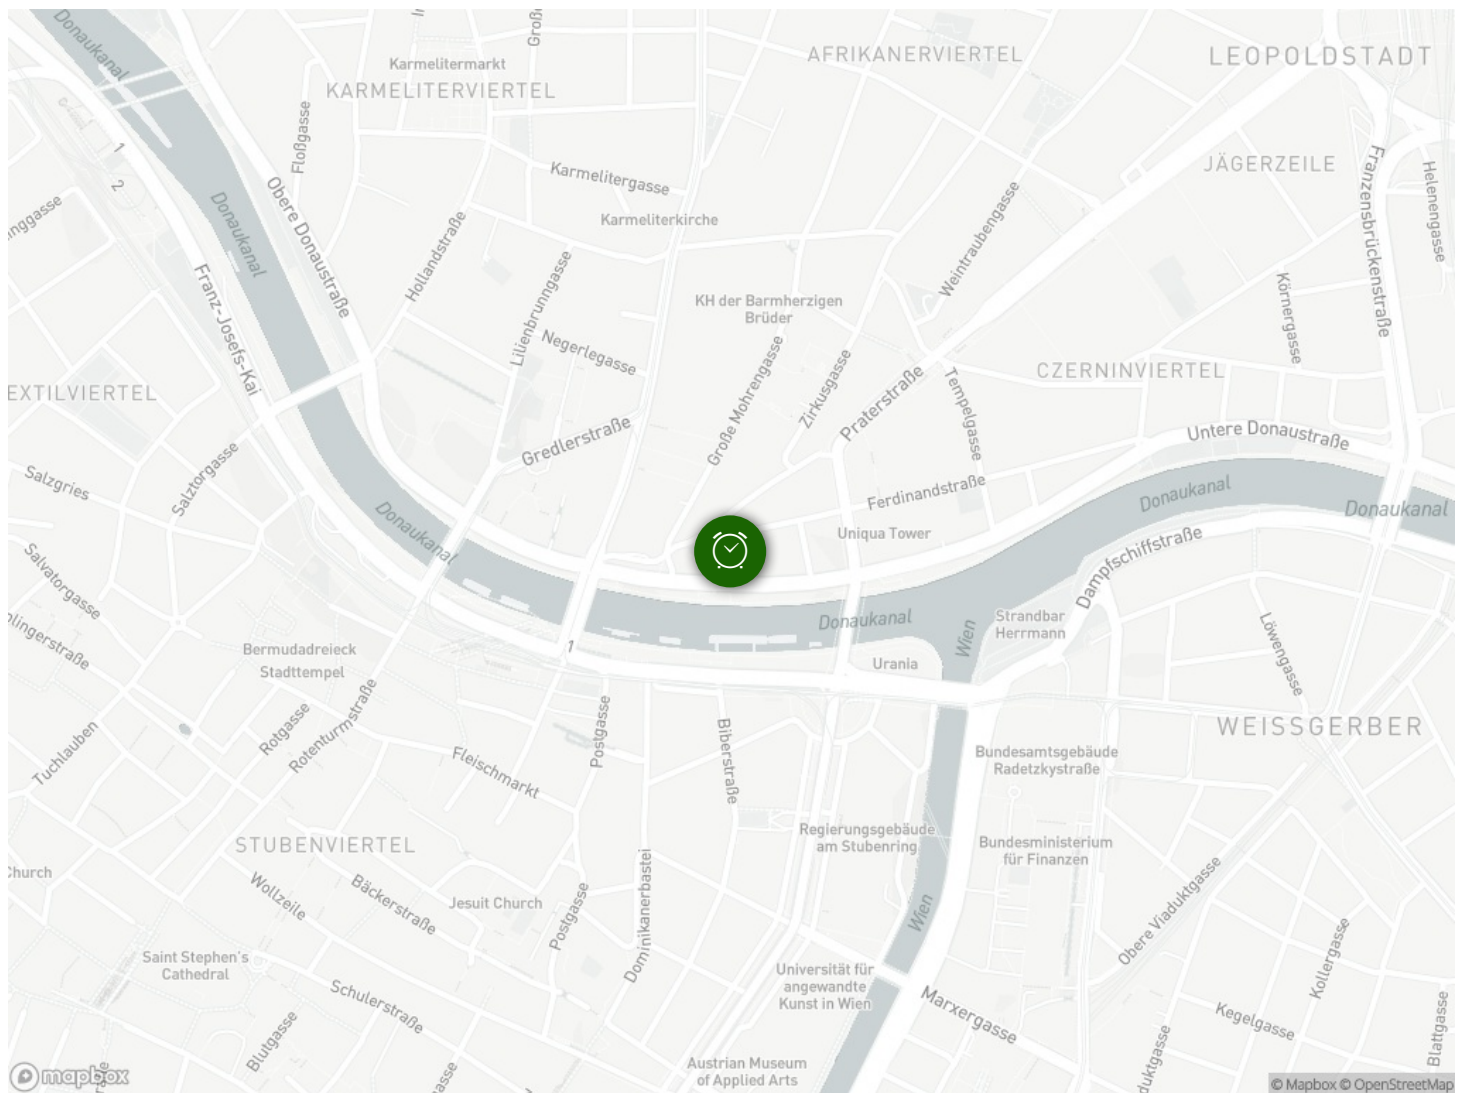 Donaukanal
Karmelitermarkt
KARMELITERVIERTEL
AFRIKANERVIERTEL
LEOPOLDSTADT
Floßgasse
1
2
Karmelitergasse
JÄGERZEILE
Franzensbrückenstraße
Helenengasse
Obere Donaustraße
Donaukanal
Hollandstraße
Karmeliterkirche
Weintraubengasse
Franz-Josefs-Kai
Lilienbrunngasse
Negerlegasse
KH der Barmherzigen
Brüder
Körnergasse
Große Mohrengasse
Zirkusgasse
Praterstraße
Tempelgasse
CZERNINVIERTEL
EXTILVIERTEL
Gredlerstraße
Untere Donaustraße
Salzgries
Salztorgasse
Ferdinandstraße
Donaukanal
Donaukanal
Donaukanal
Uniqua Tower
Dampfschiffstraße
Salvatorgasse
Donaukanal
Wien
Strandbar
Herrmann
Löwengasse
Bermudadreieck
Stadttempel
1
Urania
Rotgasse
Rotenturmstraße
Postgasse
Biberstraße
WEISSGERBER
Tuchlauben
Fleischmarkt
Bundesamtsgebäude
Radetzkystraße
STUBENVIERTEL
Regierungsgebäude
am Stubenring
Bundesministerium
für Finanzen
Church
Wollzeile
Bäckerstraße
Jesuit Church
Postgasse
Dominikanerbastei
Wien
Obere Viaduktgasse
Saint Stephen's
Cathedral
Universität für
angewandte
Kunst in Wien
Kollergasse
Schulerstraße
Marxergasse
Kegelgasse
Blutgasse
Blattgasse
Austrian Museum
of Applied Arts
mapbox
© Mapbox © OpenStreetMap